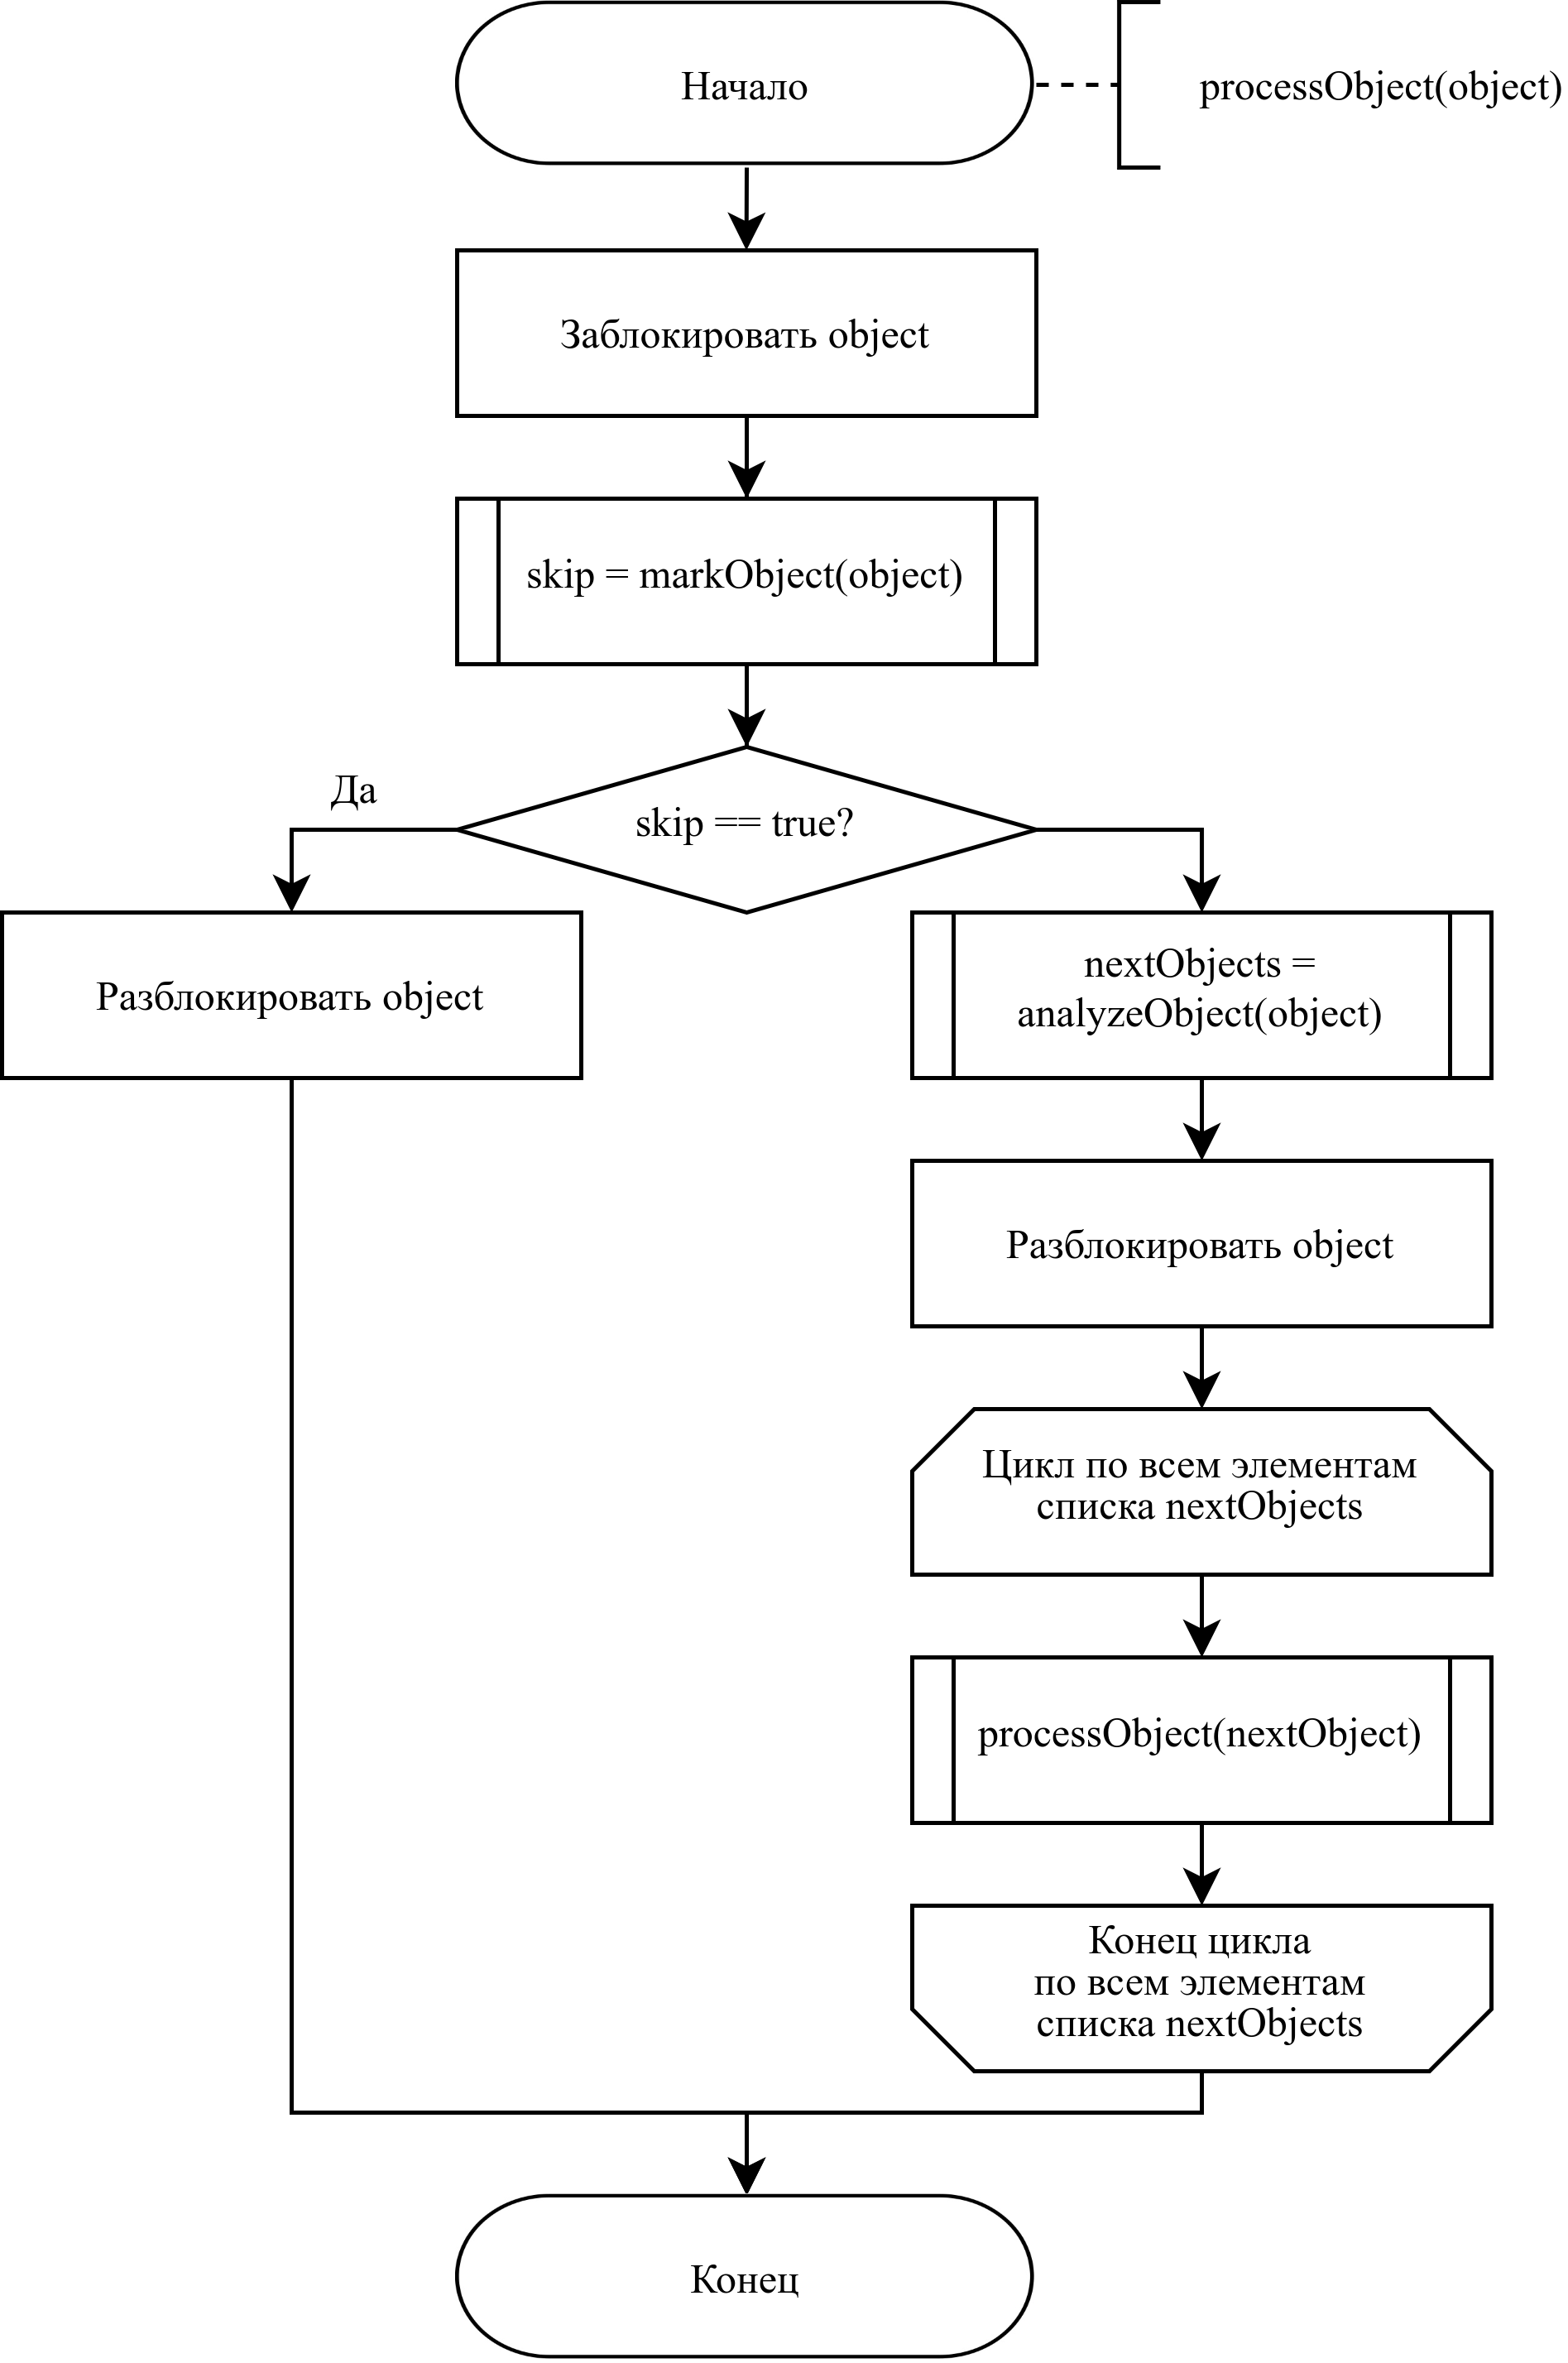 Начало
processObject(object)
Заблокировать object
skip = markObject(object)
Да
skip == true?
Разблокировать object
nextObjects =
analyzeObject(object)
Разблокировать object
Цикл по всем элементам
списка nextObjects
processObject(nextObject)
Конец цикла
по всем элементам
списка nextObjects
Конец